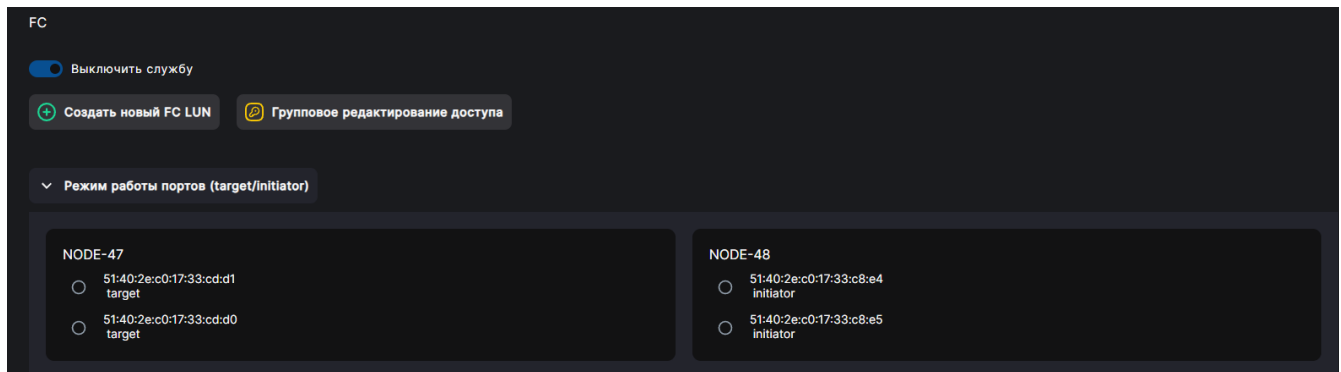 FC
Выключить службу
Создать новый FC LUN
Групповое редактирование доступа
Режим работы портов (target/initiator)
NODE-47
51:40:2e:c0:17:33:cd:d1
target
51:40:2e:c0:17:33:cd:d0
target
NODE-48
51:40:2e:c0:17:33:c8:e4
initiator
51:40:2e:c0:17:33:c8:e5
initiator